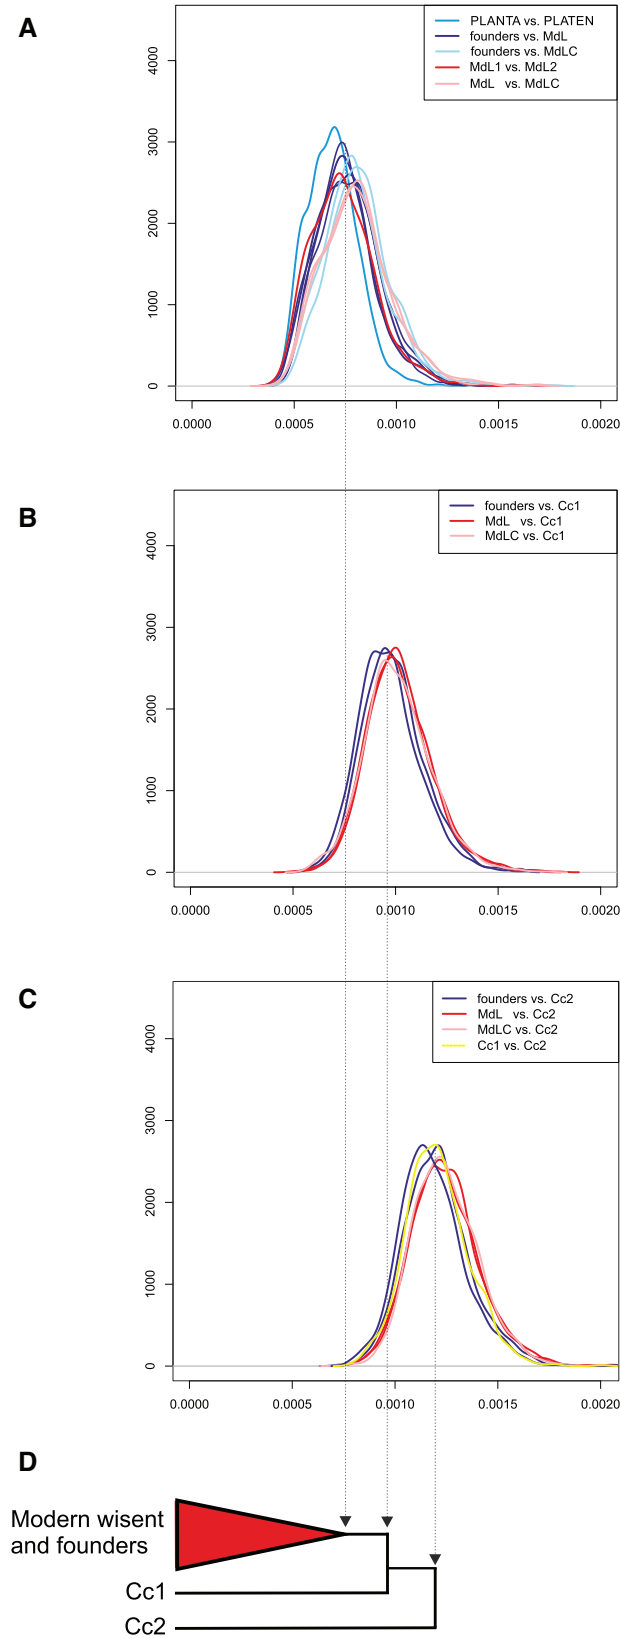 A
PLANTA vs. PLATEN
founders vs. MdL
founders vs. MdLC
MdL1 vs. MdL2
MdL vs. MdLC
4000
3000
2000
1000
0
0.0000 0.0005 0.0010 0.0015 0.0020
B
founders vs. Cc1
MdL vs. Cc1
MdLC vs. Cc1
4000
3000
2000
1000
0
0.0000 0.0005 0.0010 0.0015 0.0020
C
founders vs. Cc2
MdL vs. Cc2
MdLC vs. Cc2
Cc1 vs. Cc2
4000
3000
2000
1000
0
0.0000 0.0005 0.0010 0.0015 0.0020
D
Modern wisent
and founders
Cc1
Cc2